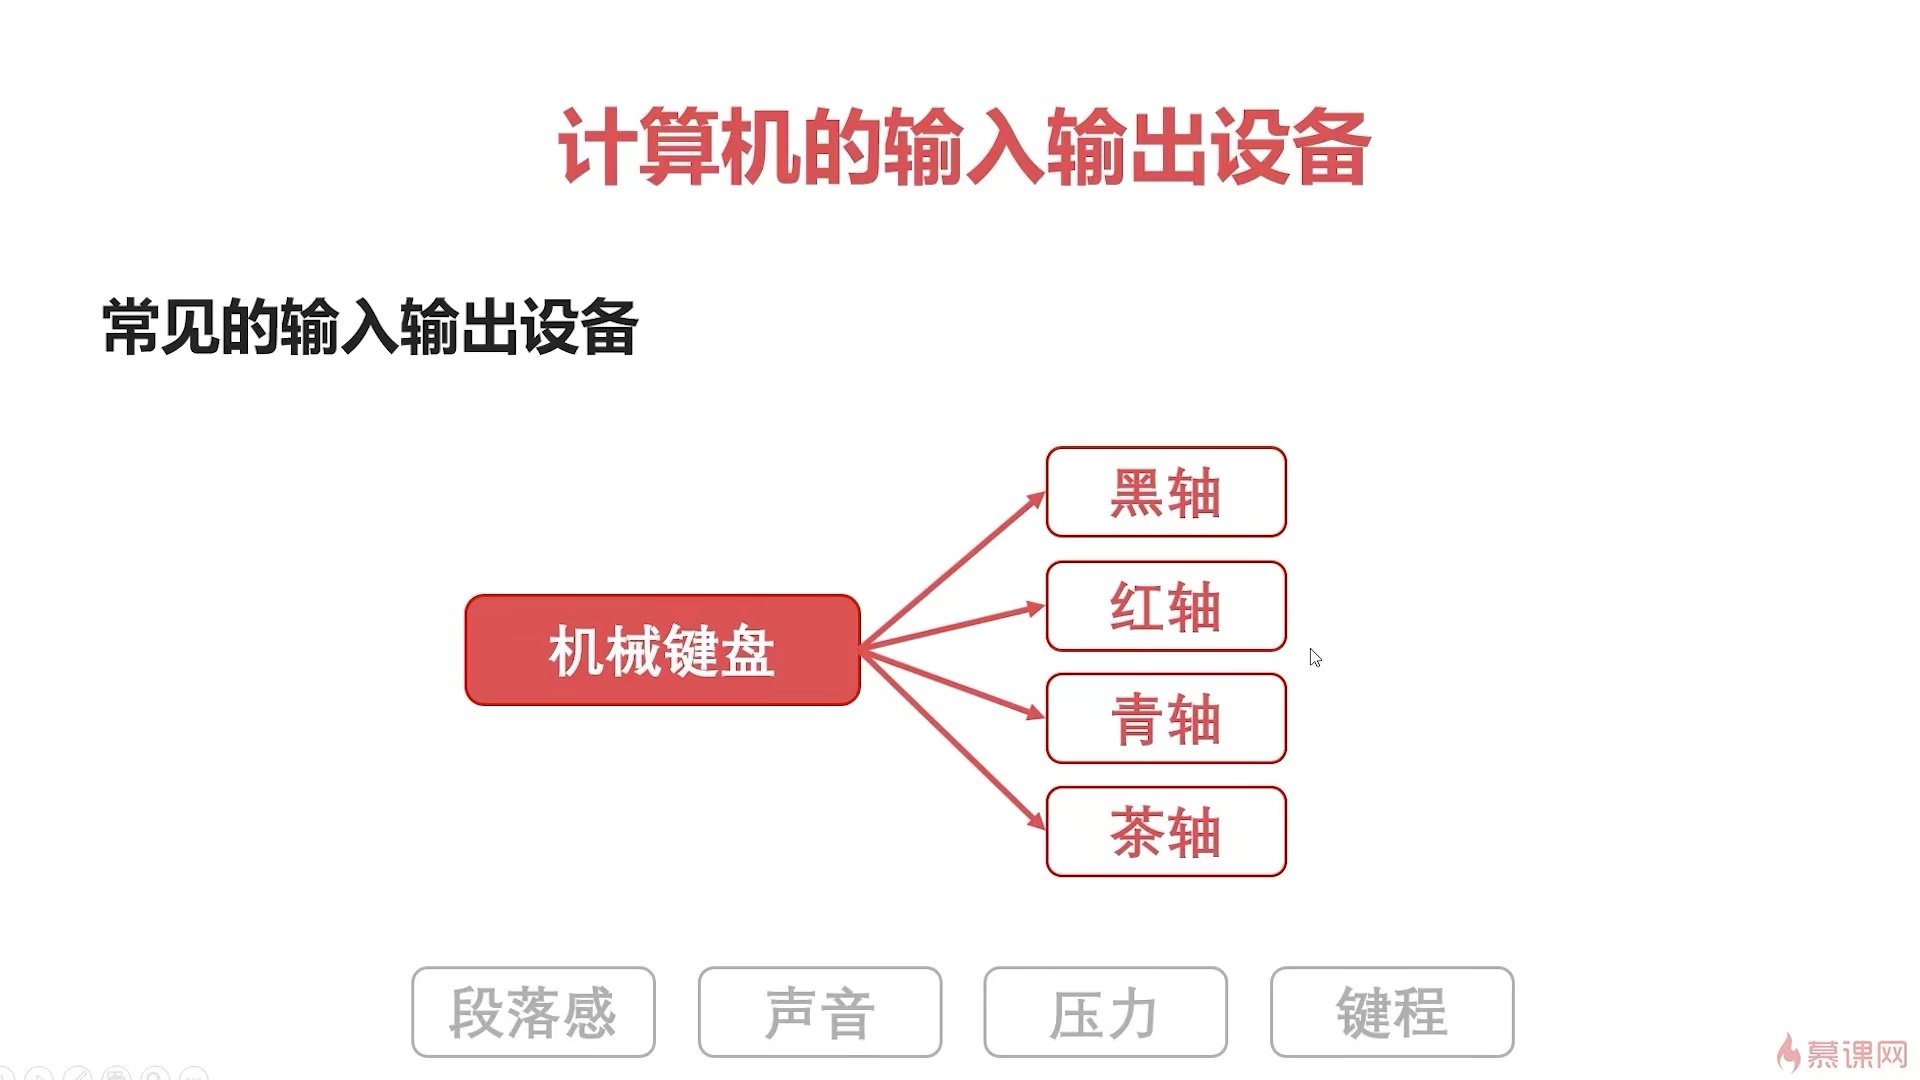 计算机的输入输出设备
常见的输入输出设备
黑轴
红轴
机械键盘
青轴
茶轴
段落感 声音 压力 键程
慕课网